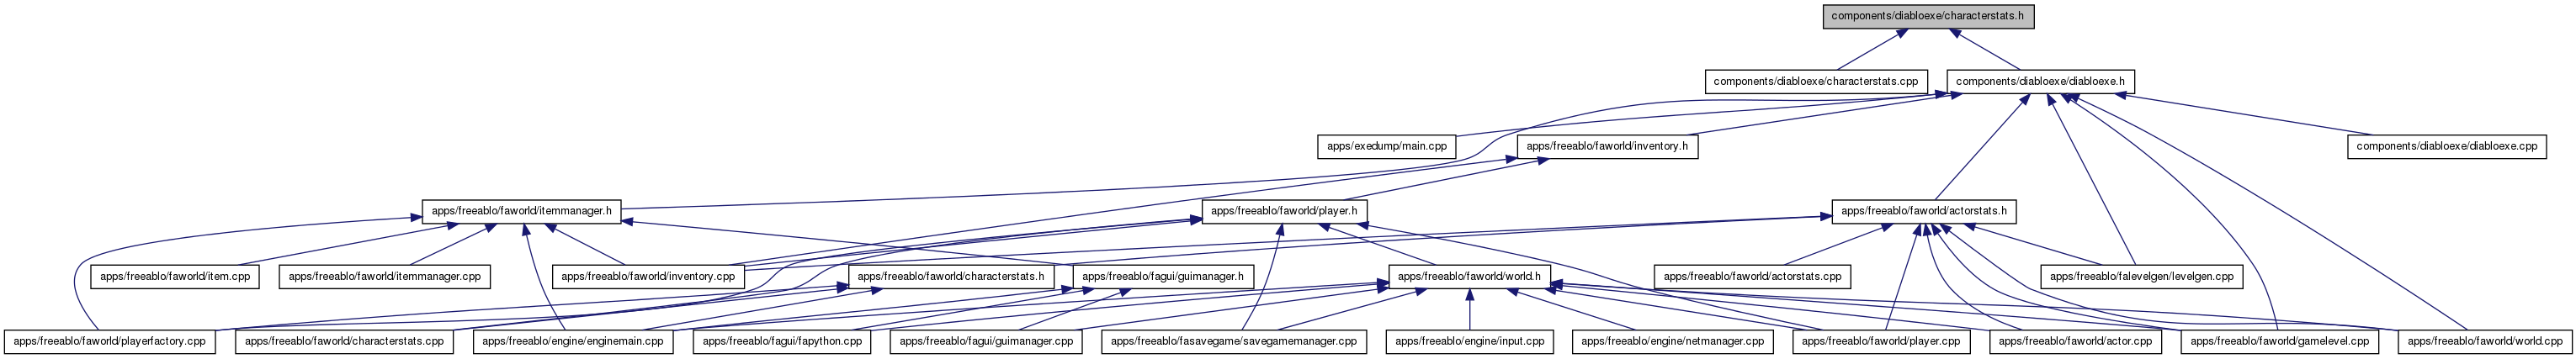 components/diabloexe/characterstats.h
components/diabloexe/characterstats.cpp
components/diabloexe/diabloexe.h
apps/exedump/main.cpp
apps/freeablo/faworld/inventory.h
components/diabloexe/diabloexe.cpp
apps/freeablo/faworld/itemmanager.h
apps/freeablo/faworld/player.h
apps/freeablo/faworld/actorstats.h
apps/freeablo/faworld/item.cpp
apps/freeablo/faworld/itemmanager.cpp
apps/freeablo/faworld/inventory.cpp
apps/freeablo/faworld/characterstats.h
apps/freeablo/fagui/guimanager.h
apps/freeablo/faworld/world.h
apps/freeablo/faworld/actorstats.cpp
apps/freeablo/falevelgen/levelgen.cpp
apps/freeablo/faworld/playerfactory.cpp
apps/freeablo/faworld/characterstats.cpp
apps/freeablo/engine/enginemain.cpp
apps/freeablo/fagui/fapython.cpp
apps/freeablo/fagui/guimanager.cpp
apps/freeablo/fasavegame/savegamemanager.cpp
apps/freeablo/engine/input.cpp
apps/freeablo/engine/netmanager.cpp
apps/freeablo/faworld/player.cpp
apps/freeablo/faworld/actor.cpp
apps/freeablo/faworld/gamelevel.cpp
apps/freeablo/faworld/world.cpp